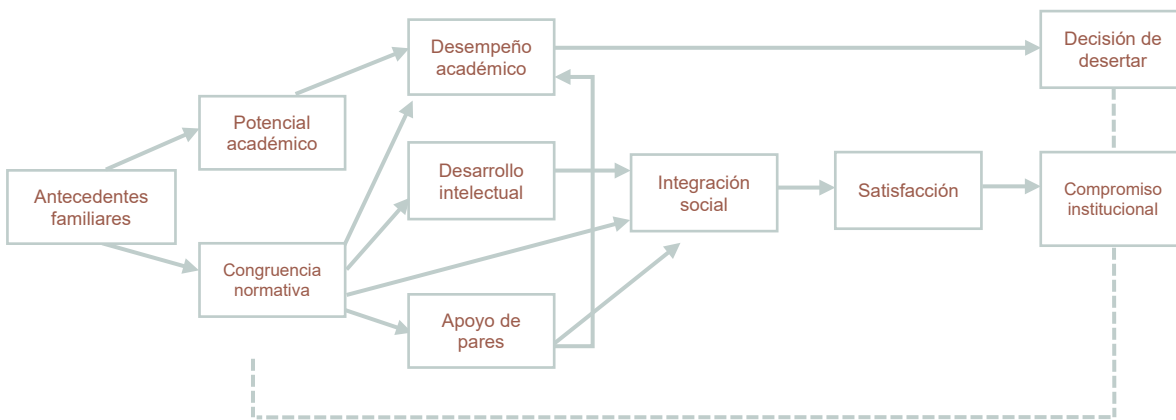 Desempeño
académico
Decisión de
desertar
Potencial
académico
Antecedentes
familiares
Desarrollo
intelectual
Integración
social
Satisfacción
Compromiso
institucional
Congruencia
normativa
Apoyo de
pares